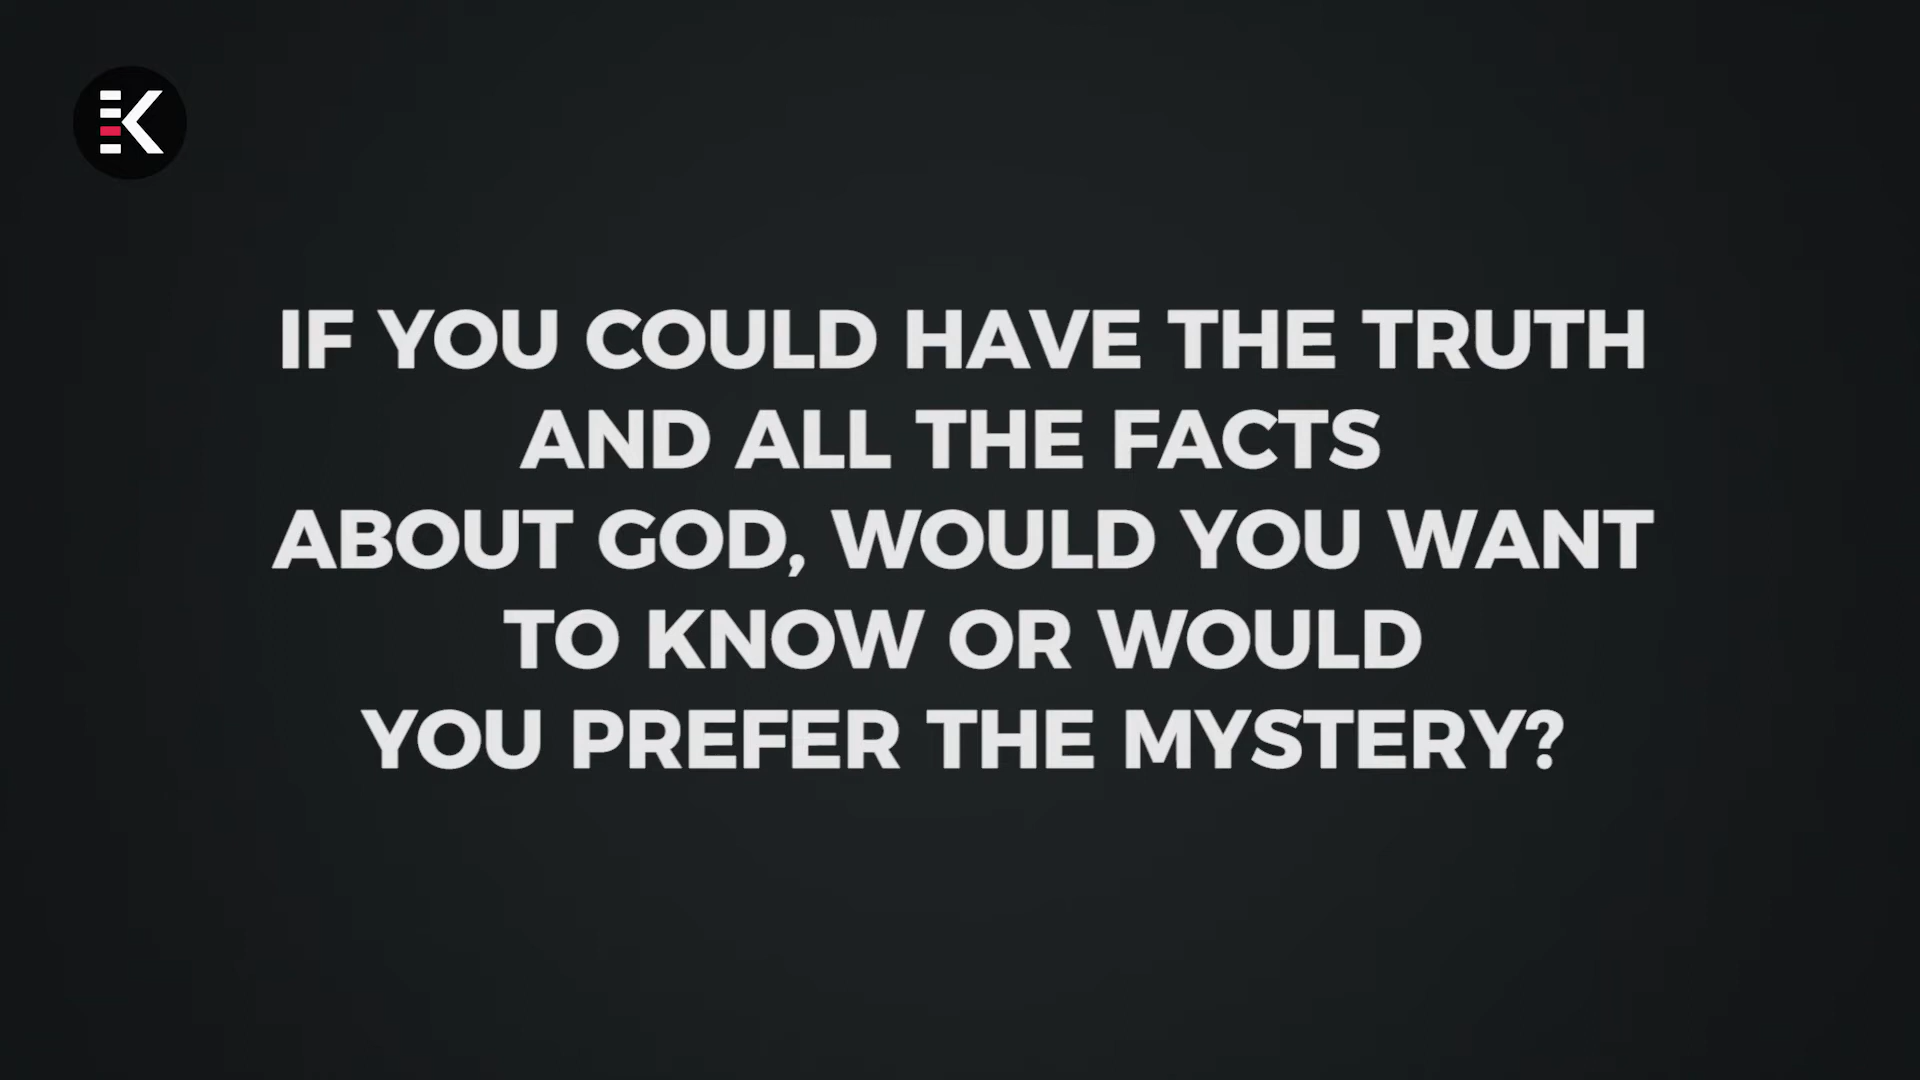 K
IF YOU COULD HAVE THE TRUTH
AND ALL THE FACTS
ABOUT GOD, WOULD YOU WANT
TO KNOW OR WOULD
YOU PREFER THE MYSTERY?